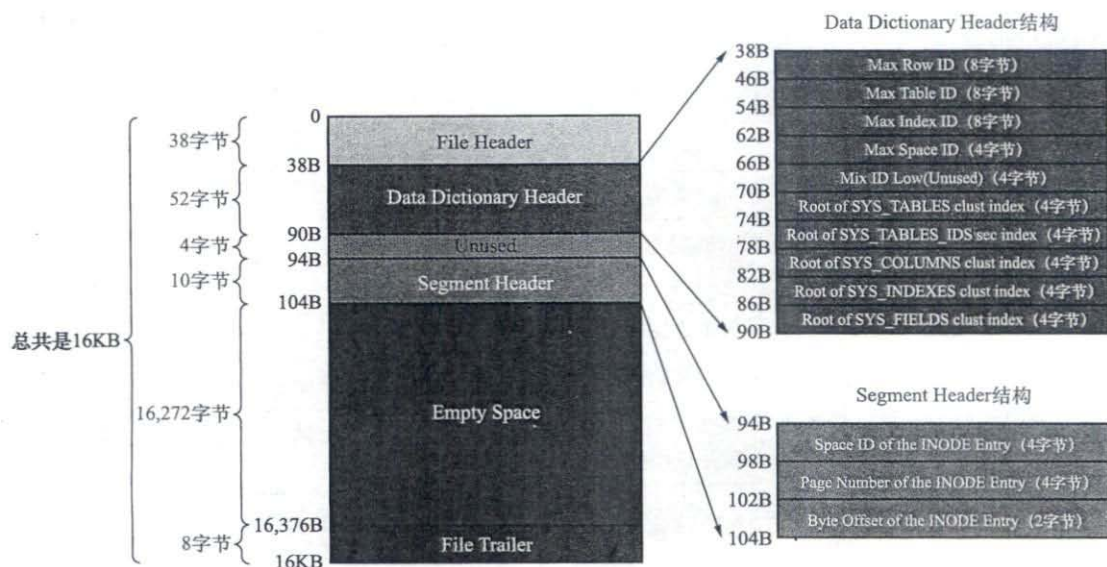 Data Dictionary Header结构
38B
Max Row ID（8字节）
46B
Max Table ID（8字节）
54B
Max Index ID（8字节）
62B
Max Space ID（4字节）
66B
Mix ID Low(Unused)（4字节）
70B
Root of SYS_TABLES clust index（4字节）
74B
Root of SYS_TABLES_IDS sec index（4字节）
78B
Root of SYS_COLUMNS clust index（4字节）
82B
Root of SYS_INDEXES clust index（4字节）
86B
Root of SYS_FIELDS clust index（4字节）
90B
总共是16KB
0
38字节
File Header
38B
52字节
Data Dictionary Header
90B
4字节
Unused
94B
10字节
Segment Header
104B
16,272字节
Empty Space
16,376B
8字节
File Trailer
16KB
Segment Header结构
94B
Space ID of the INODE Entry（4字节）
98B
Page Number of the INODE Entry（4字节）
102B
Byte Offset of the INODE Entry（2字节）
104B